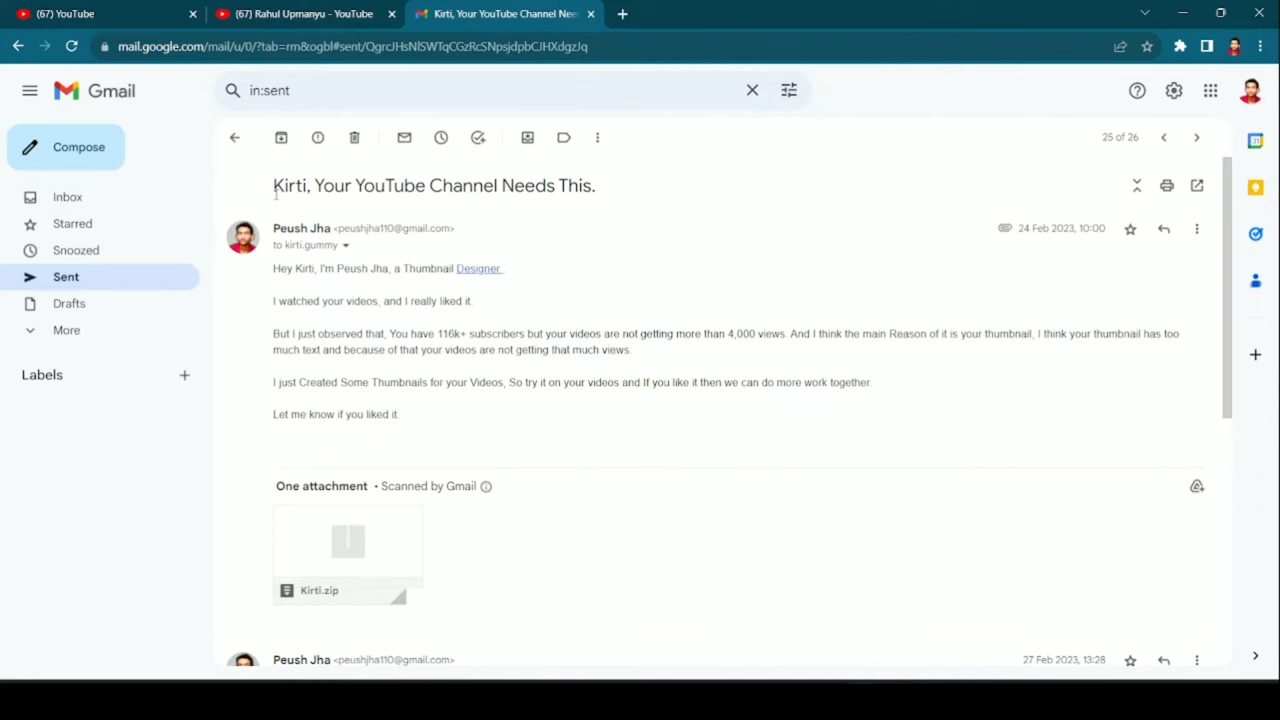 (67) YouTube
(67) Rahul Upmanyu - YouTube
Kirti, Your YouTube Channel Nee
mail.google.com/mail/u/0/?tab=rm&ogbl#sent/QgrcJHsNlSWTqCGzRcSNpsjdpbCJHXdgzJq
Gmail
in:sent
Compose
25 of 26
Inbox
Starred
Snoozed
Sent
Drafts
More
Labels
Kirti, Your YouTube Channel Needs This.
Peush Jha <peushjha110@gmail.com>
24 Feb 2023, 10:00
to kirti.gummy
Hey Kirti, I'm Peush Jha, a Thumbnail Designer .
I watched your videos, and I really liked it.
But I just observed that, You have 116k+ subscribers but your videos are not getting more than 4,000 views. And I think the main Reason of it is your thumbnail, I think your thumbnail has too
much text and because of that your videos are not getting that much views.
I just Created Some Thumbnails for your Videos, So try it on your videos and If you like it then we can do more work together.
Let me know if you liked it.
One attachment • Scanned by Gmail
Kirti.zip
Peush Jha <peushjha110@gmail.com>
27 Feb 2023, 13:28